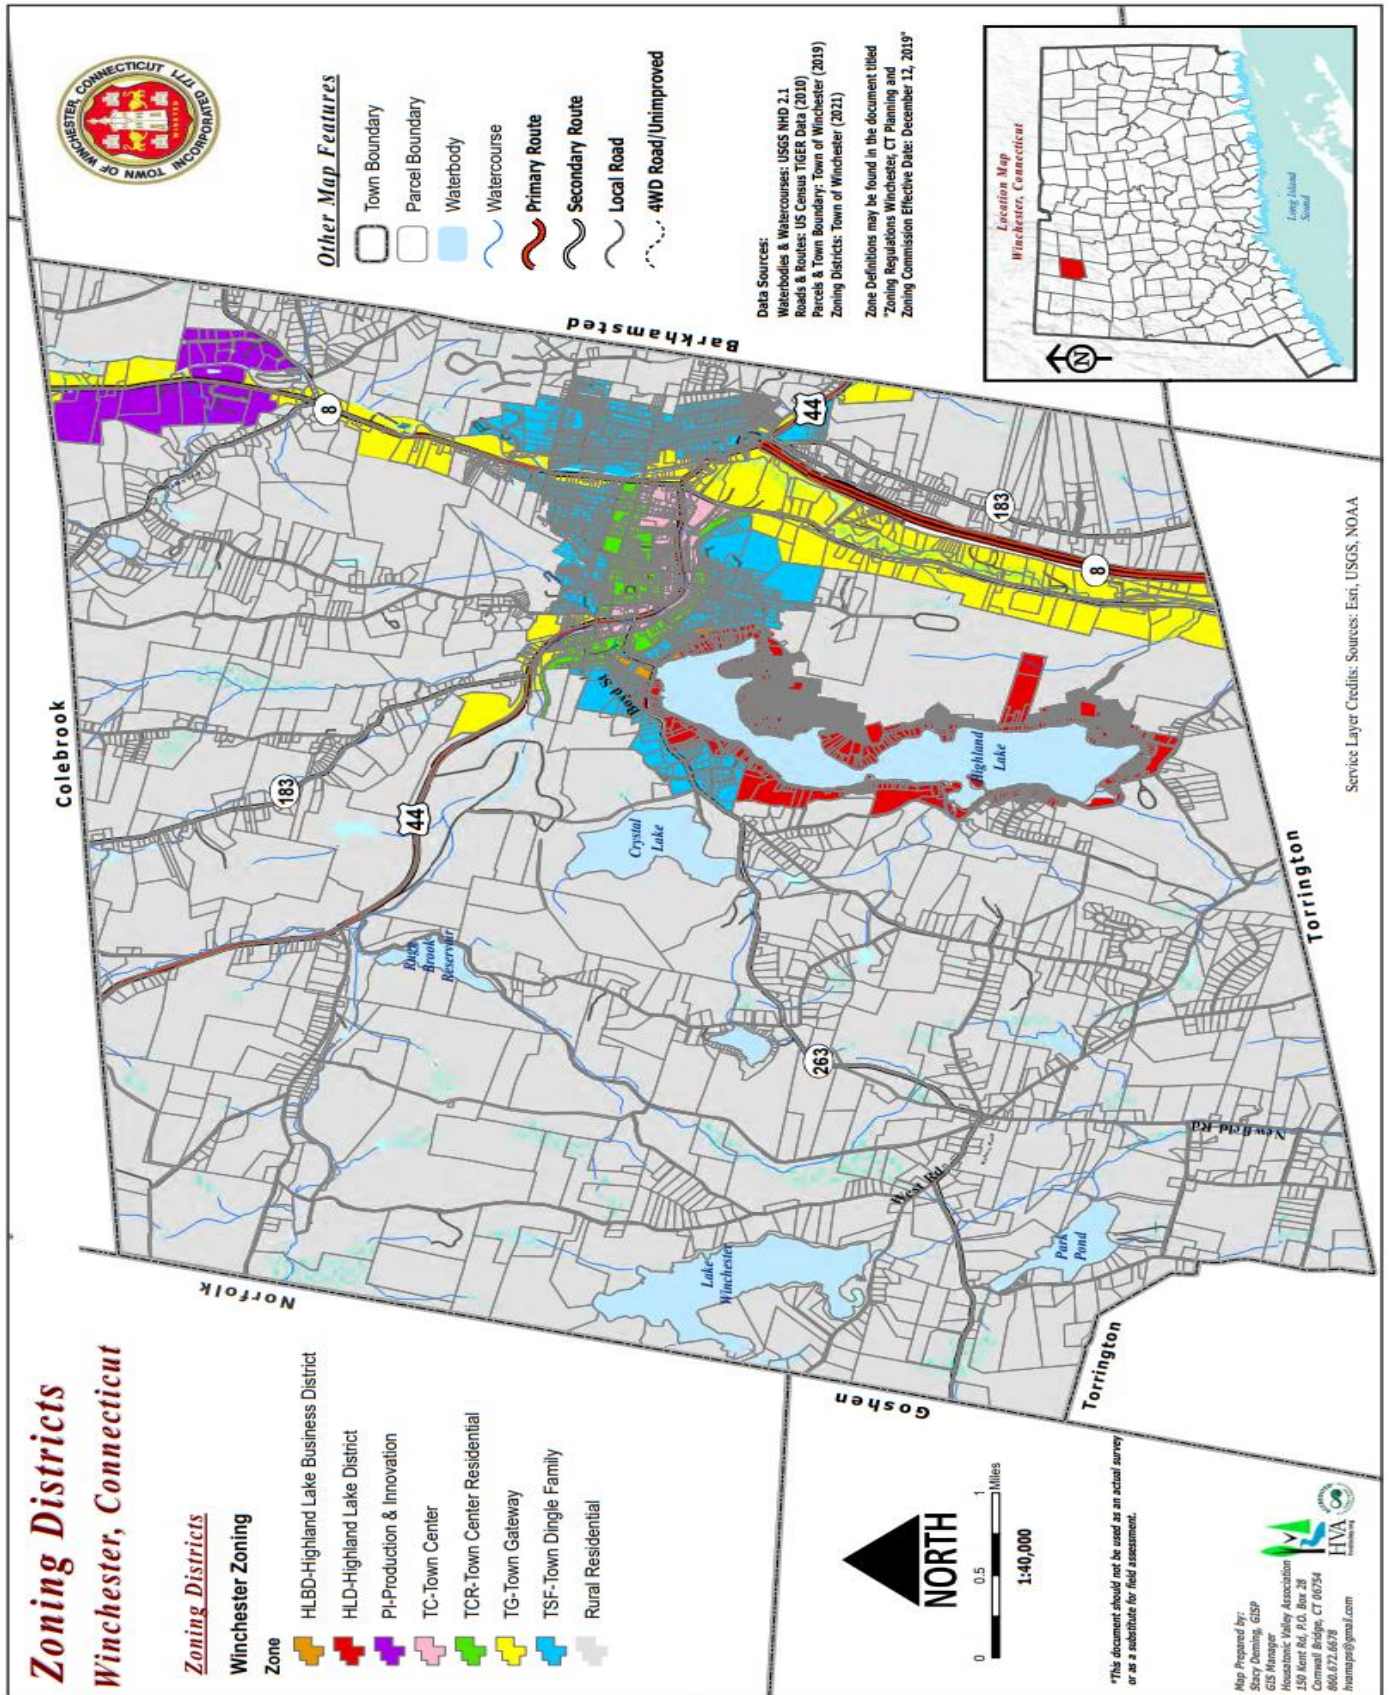 Zoning Districts
Winchester, Connecticut
Zoning Districts
Winchester Zoning
Zone
HLBD-Highland Lake Business District
HLD-Highland Lake District
PI-Production & Innovation
TC-Town Center
TCR-Town Center Residential
TG-Town Gateway
TSF-Town Dingle Family
Rural Residential
TOWN OF WINCHESTER, CONNECTICUT
INCORPORATED 1771
Other Map Features
Town Boundary
Parcel Boundary
Waterbody
Watercourse
Primary Route
Secondary Route
Local Road
4WD Road/Unimproved
Data Sources:
Waterbodies & Watercourses: USGS NHD 2.1
Roads & Routes: US Census TIGER Data (2010)
Parcels & Town Boundary: Town of Winchester (2019)
Zoning Districts: Town of Winchester (2021)
Zone Definitions may be found in the document titled
"Zoning Regulations Winchester, CT Planning and
Zoning Commission Effective Date: December 12, 2019"
Location Map
Winchester, Connecticut
N
Long Island
Sound
Colebrook
Norfolk
Barkhamsted
Goshen
Torrington
Torrington
183
44
8
44
183
8
263
Boyd St
West Rd
Newfield Rd
Rugg
Brook
Reservoir
Crystal
Lake
Highland
Lake
Lake
Winchester
Park
Pond
NORTH
0
0.5
1
Miles
1:40,000
*This document should not be used as an actual survey
or as a substitute for field assessment.
Map Prepared by:
Stacy Deming, GISP
GIS Manager
Housatonic Valley Association
150 Kent Rd, P.O. Box 28
Cornwall Bridge, CT 06754
860.672.6678
hvamaps@gmail.com
HVA
Service Layer Credits: Sources: Esri, USGS, NOAA